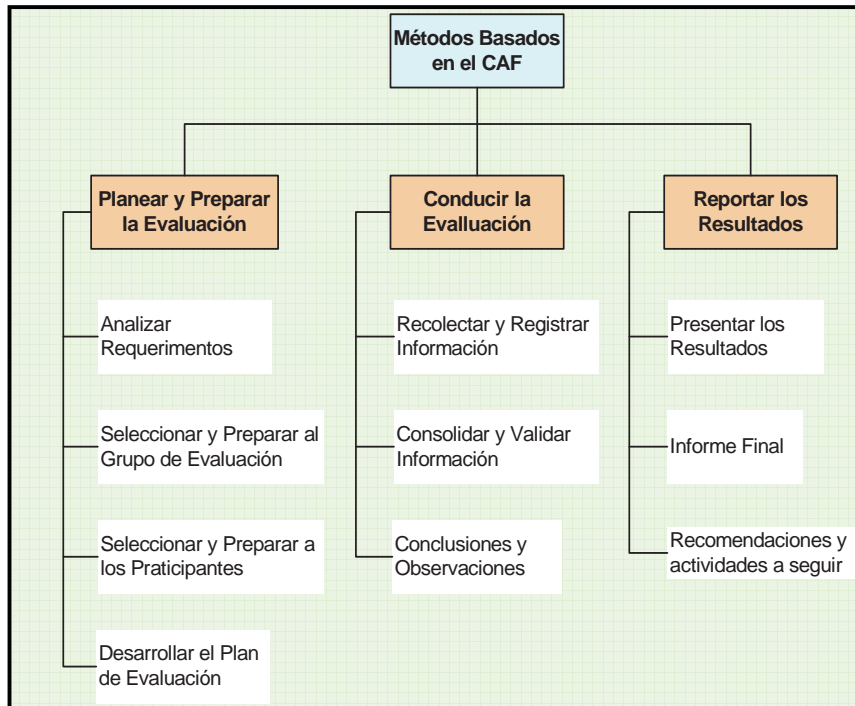 Métodos Basados
en el CAF
Planear y Preparar
la Evaluación
Analizar
Requerimentos
Seleccionar y Preparar al
Grupo de Evaluación
Seleccionar y Preparar a
los Praticipantes
Desarrollar el Plan
de Evaluación
Conducir la
Evalluación
Recolectar y Registrar
Información
Consolidar y Validar
Información
Conclusiones y
Observaciones
Reportar los
Resultados
Presentar los
Resultados
Informe Final
Recomendaciones y
actividades a seguir